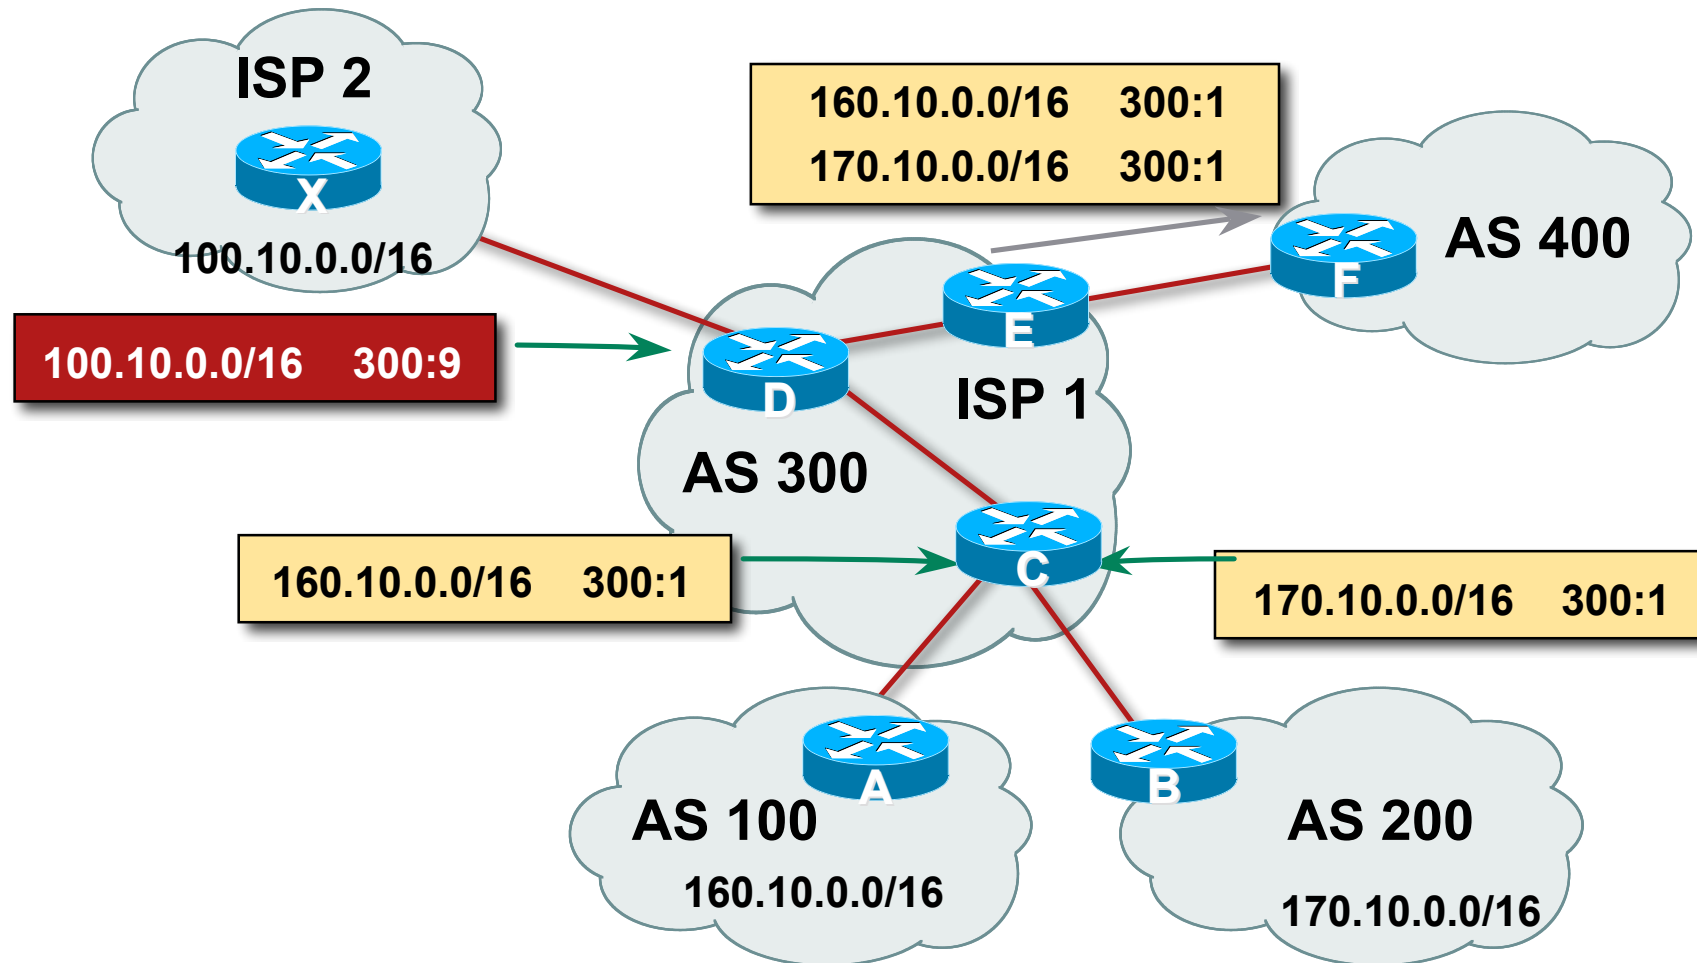 ISP 2
X
100.10.0.0/16
160.10.0.0/16 300:1
170.10.0.0/16 300:1
AS 400
F
E
100.10.0.0/16 300:9
D
ISP 1
AS 300
C
160.10.0.0/16 300:1
170.10.0.0/16 300:1
A
AS 100
160.10.0.0/16
B
AS 200
170.10.0.0/16